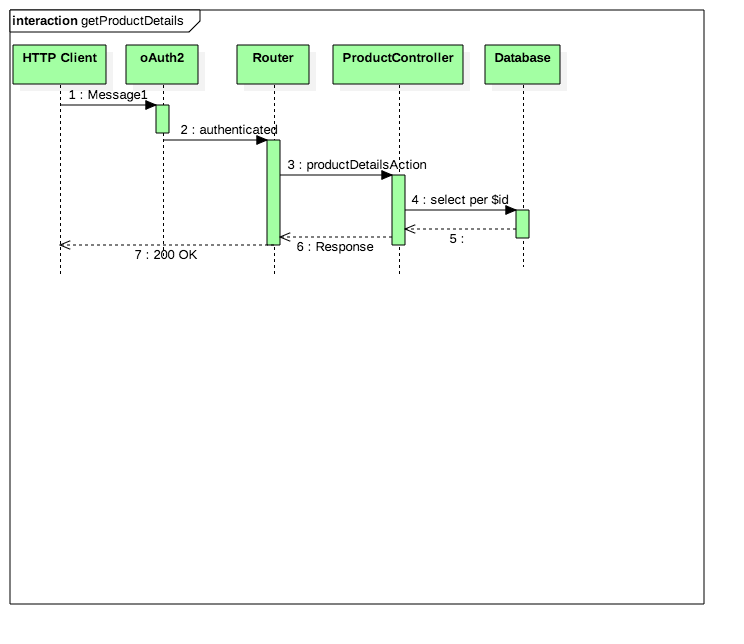 interaction getProductDetails
HTTP Client
oAuth2
Router
ProductController
Database
1 : Message1
2 : authenticated
3 : productDetailsAction
4 : select per $id
5 :
6 : Response
7 : 200 OK